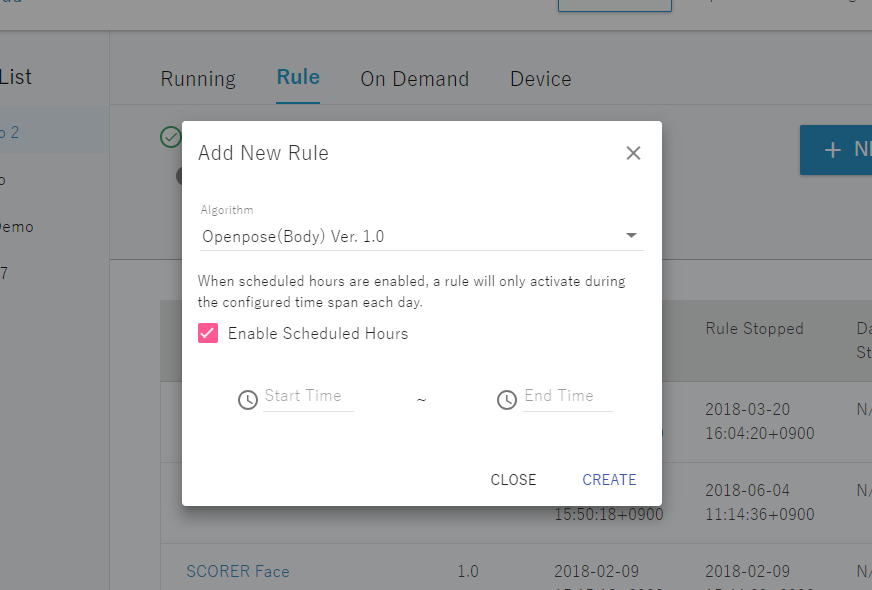 List
Running
Rule
On Demand
Device
o 2
Add New Rule
Algorithm
Openpose(Body) Ver. 1.0
Demo
7
When scheduled hours are enabled, a rule will only activate during
the configured time span each day.
Enable Scheduled Hours
Rule Stopped
Start Time
~
End Time
2018-03-20
16:04:20+0900
N/
CLOSE
CREATE
2018-06-04
15:50:18+0900
11:14:36+0900
N/
SCORER Face
1.0
2018-02-09
2018-02-09
N/